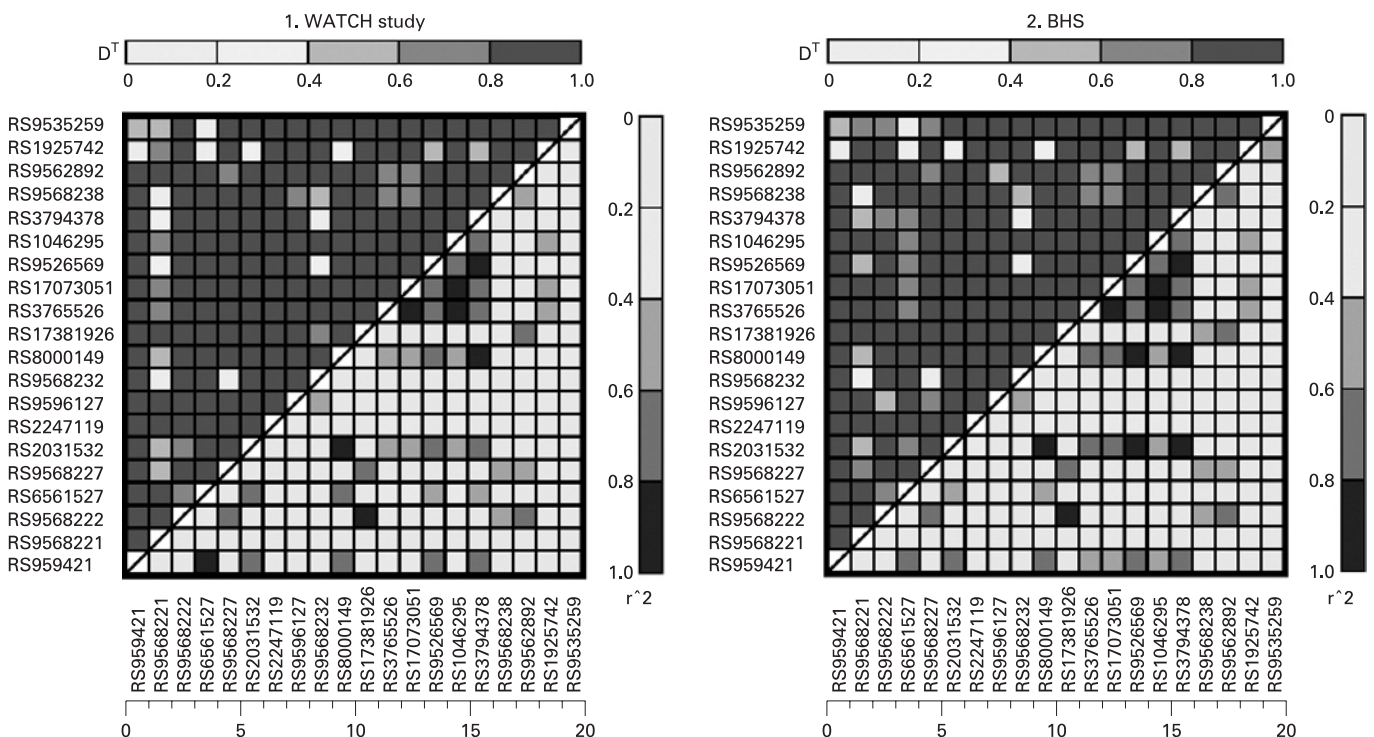 1. WATCH study
D^T
0 0.2 0.4 0.6 0.8 1.0
RS9535259
RS1925742
RS9562892
RS9568238
RS3794378
RS1046295
RS9526569
RS17073051
RS3765526
RS17381926
RS8000149
RS9568232
RS9596127
RS2247119
RS2031532
RS9568227
RS6561527
RS9568222
RS9568221
RS959421
0
0.2
0.4
0.6
0.8
1.0
r^2
RS959421
RS9568221
RS9568222
RS6561527
RS9568227
RS2031532
RS2247119
RS9596127
RS9568232
RS8000149
RS17381926
RS3765526
RS17073051
RS9526569
RS1046295
RS3794378
RS9568238
RS9562892
RS1925742
RS9535259
0 5 10 15 20
2. BHS
D^T
0 0.2 0.4 0.6 0.8 1.0
RS9535259
RS1925742
RS9562892
RS9568238
RS3794378
RS1046295
RS9526569
RS17073051
RS3765526
RS17381926
RS8000149
RS9568232
RS9596127
RS2247119
RS2031532
RS9568227
RS6561527
RS9568222
RS9568221
RS959421
0
0.2
0.4
0.6
0.8
1.0
r^2
RS959421
RS9568221
RS9568222
RS6561527
RS9568227
RS2031532
RS2247119
RS9596127
RS9568232
RS8000149
RS17381926
RS3765526
RS17073051
RS9526569
RS1046295
RS3794378
RS9568238
RS9562892
RS1925742
RS9535259
0 5 10 15 20